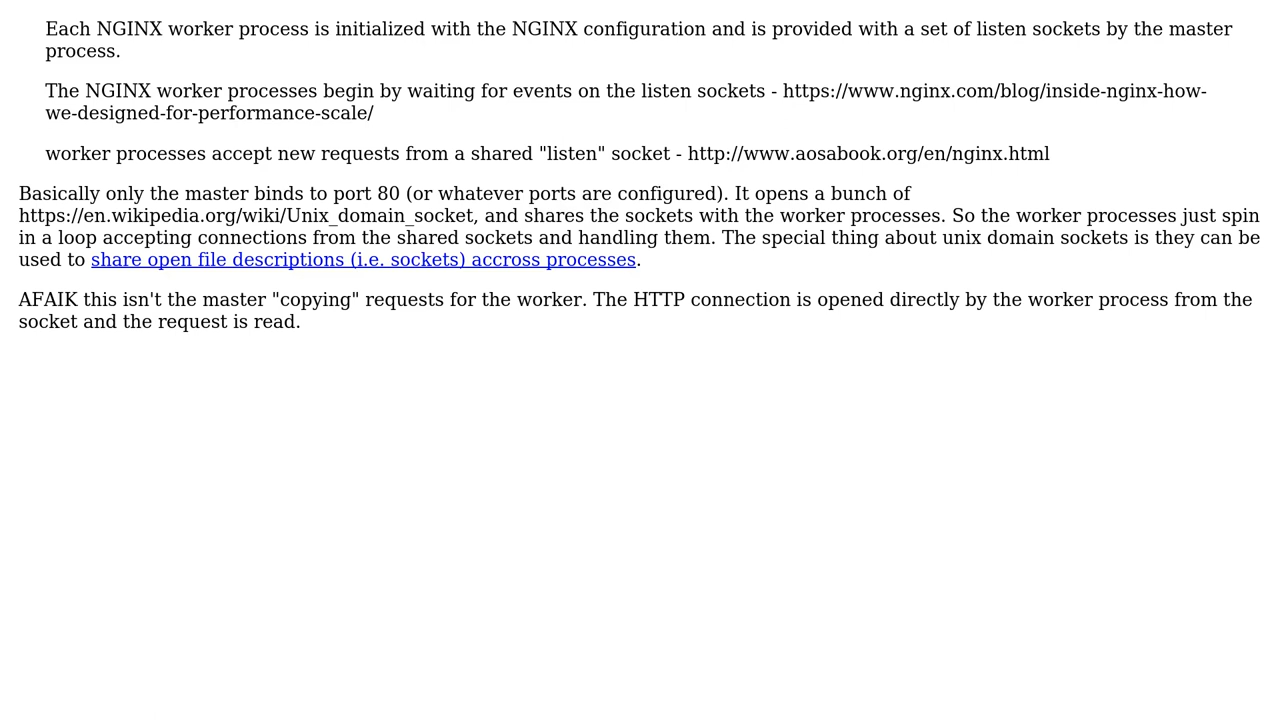 Each NGINX worker process is initialized with the NGINX configuration and is provided with a set of listen sockets by the master
process.
The NGINX worker processes begin by waiting for events on the listen sockets - https://www.nginx.com/blog/inside-nginx-how-
we-designed-for-performance-scale/
worker processes accept new requests from a shared "listen" socket - http://www.aosabook.org/en/nginx.html
Basically only the master binds to port 80 (or whatever ports are configured). It opens a bunch of
https://en.wikipedia.org/wiki/Unix_domain_socket, and shares the sockets with the worker processes. So the worker processes just spin
in a loop accepting connections from the shared sockets and handling them. The special thing about unix domain sockets is they can be
used to share open file descriptions (i.e. sockets) accross processes.
AFAIK this isn't the master "copying" requests for the worker. The HTTP connection is opened directly by the worker process from the
socket and the request is read.